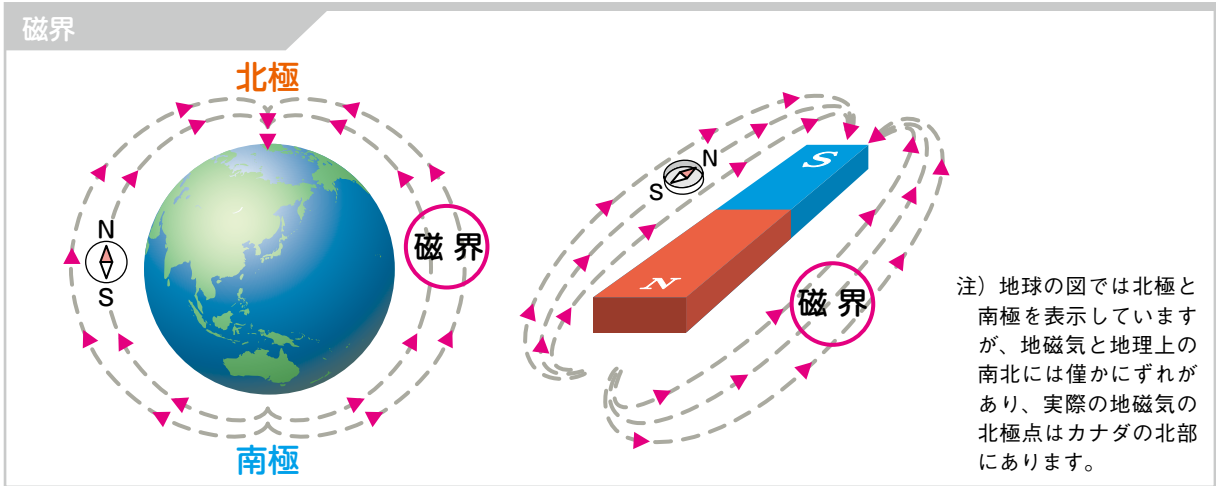 磁界
北極
N
S
磁界
南極
N
S
S
N
磁界
注）地球の図では北極と
南極を表示しています
が、地磁気と地理上の
南北には僅かにずれが
あり、実際の地磁気の
北極点はカナダの北部
にあります。